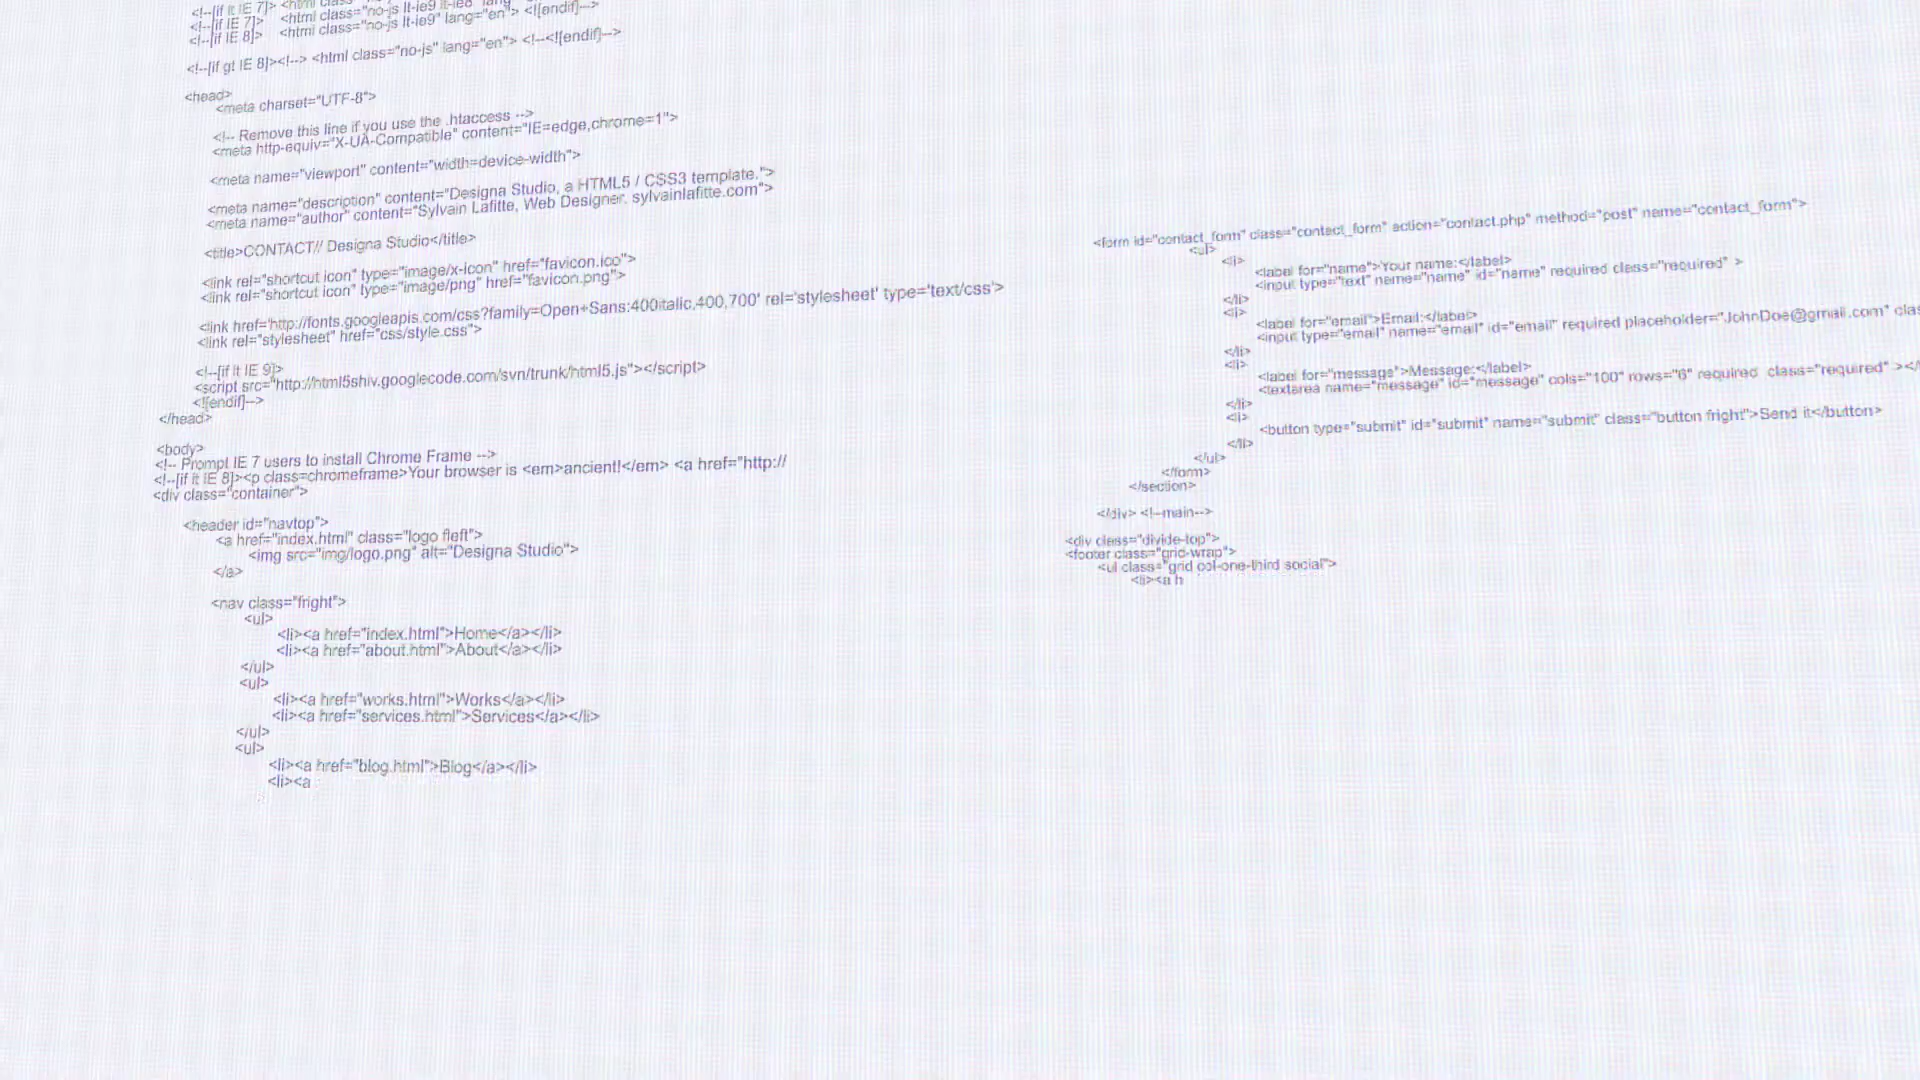 <!--[if lt IE 7]> <html class="no-js lt-ie9 lt-ie8
<!--[if IE 7]> <html class="no-js lt-ie9 lt-ie8" lang=
<!--[if IE 8]> <html class="no-js lt-ie9" lang="en"> <![endif]-->
<!--[if gt IE 8]><!--> <html class="no-js" lang="en"> <!--<![endif]-->
<head>
<meta charset="UTF-8">
<!-- Remove this line if you use the .htaccess -->
<meta http-equiv="X-UA-Compatible" content="IE=edge,chrome=1">
<meta name="viewport" content="width=device-width">
<meta name="description" content="Designa Studio, a HTML5 / CSS3 template.">
<meta name="author" content="Sylvain Lafitte, Web Designer, sylvainlafitte.com">
<title>CONTACT// Designa Studio</title>
<link rel="shortcut icon" type="image/x-icon" href="favicon.ico">
<link rel="shortcut icon" type="image/png" href="favicon.png">
<link href='http://fonts.googleapis.com/css?family=Open+Sans:400italic,400,700' rel='stylesheet' type='text/css'>
<link rel="stylesheet" href="css/style.css">
<!--[if lt IE 9]>
<script src="http://html5shiv.googlecode.com/svn/trunk/html5.js"></script>
<![endif]-->
</head>
<body>
<!-- Prompt IE 7 users to install Chrome Frame -->
<!--[if lt IE 8]><p class=chromeframe>Your browser is <em>ancient!</em> <a href="http://
<div class="container">
<header id="navtop">
<a href="index.html" class="logo fleft">
<img src="img/logo.png" alt="Designa Studio">
</a>
<nav class="fright">
<ul>
<li><a href="index.html">Home</a></li>
<li><a href="about.html">About</a></li>
</ul>
<ul>
<li><a href="works.html">Works</a></li>
<li><a href="services.html">Services</a></li>
</ul>
<ul>
<li><a href="blog.html">Blog</a></li>
<li><a
<form id="contact_form" class="contact_form" action="contact.php" method="post" name="contact_form">
<ul>
<li>
<label for="name">Your name:</label>
<input type="text" name="name" id="name" required class="required" >
</li>
<li>
<label for="email">Email:</label>
<input type="email" name="email" id="email" required placeholder="JohnDoe@gmail.com" clas
</li>
<li>
<label for="message">Message:</label>
<textarea name="message" id="message" cols="100" rows="6" required class="required" ></
</li>
<li>
<button type="submit" id="submit" name="submit" class="button fright">Send it</button>
</li>
</ul>
</form>
</section>
</div> <!--main-->
<div class="divide-top">
<footer class="grid-wrap">
<ul class="grid col-one-third social">
<li><a h